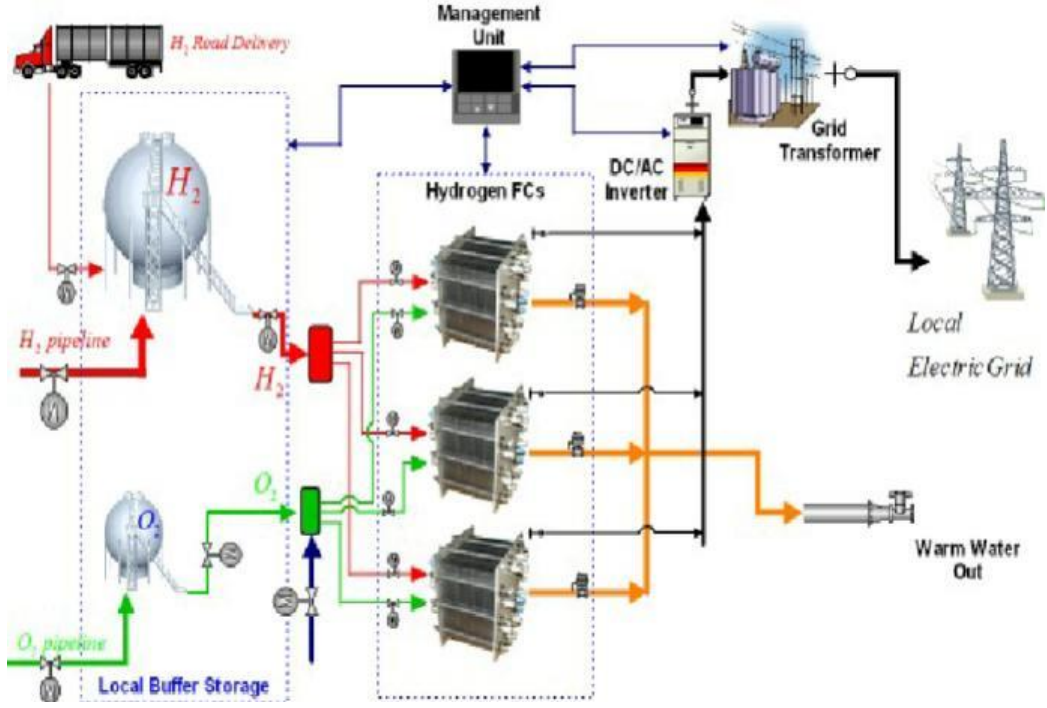 Management
Unit
H₂ Road Delivery
Grid
Transformer
DC/AC
Inverter
Hydrogen FCs
H₂
Local
Electric Grid
H₂ pipeline
H₂
O₂
O₂
Warm Water
Out
O₂ pipeline
Local Buffer Storage